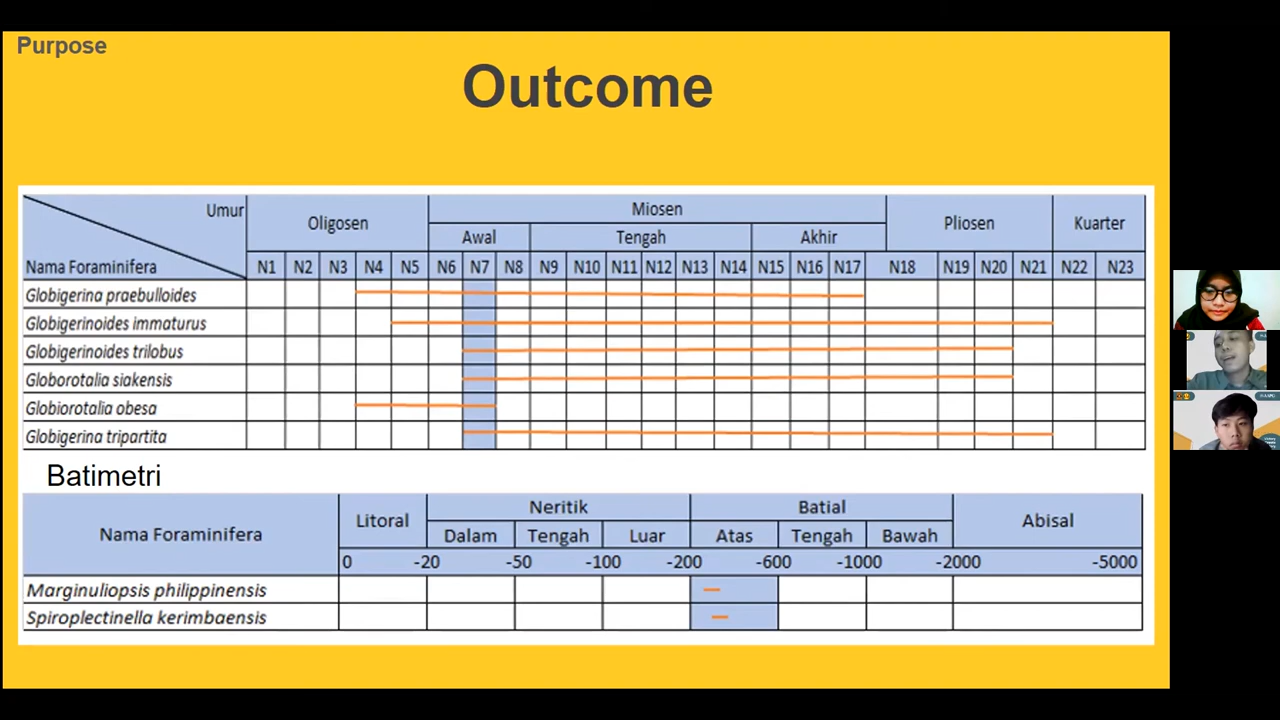 Purpose
Outcome
Umur
Nama Foraminifera
Oligosen
Miosen
Pliosen
Kuarter
Awal
Tengah
Akhir
N1 N2 N3 N4 N5 N6 N7 N8 N9 N10 N11 N12 N13 N14 N15 N16 N17 N18 N19 N20 N21 N22 N23
Globigerina praebulloides
Globigerinoides immaturus
Globigerinoides trilobus
Globorotalia siakensis
Globiorotalia obesa
Globigerina tripartita
Batimetri
Nama Foraminifera
Litoral
Neritik
Batial
Abisal
Dalam Tengah Luar Atas Tengah Bawah
0 -20 -50 -100 -200 -600 -1000 -2000 -5000
Marginuliopsis philippinensis
Spiroplectinella kerimbaensis